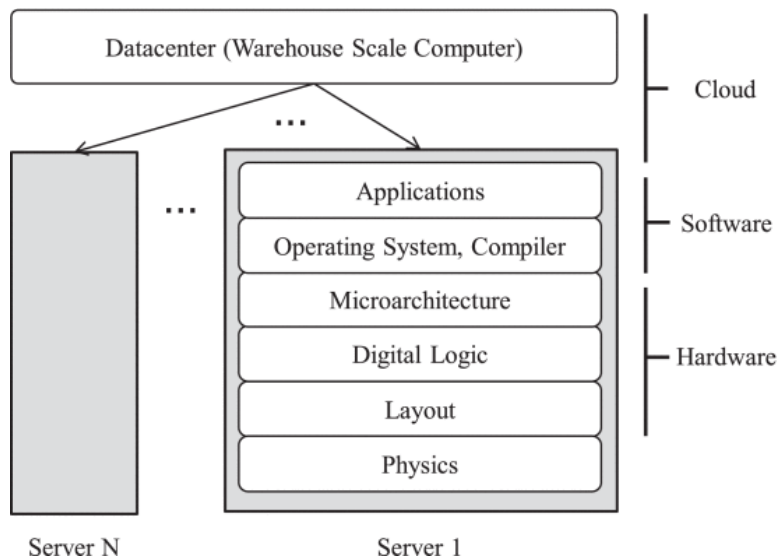 Datacenter (Warehouse Scale Computer)
Cloud
...
...
Applications
Software
Operating System, Compiler
Microarchitecture
Digital Logic
Hardware
Layout
Physics
Server N
Server 1